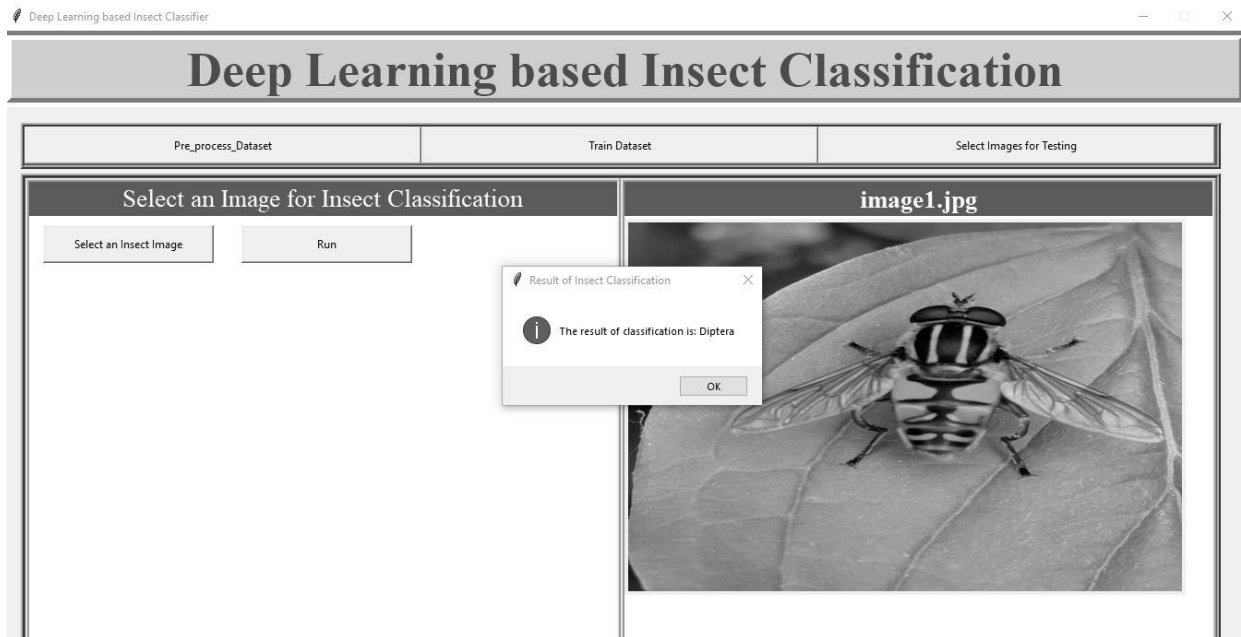 Deep Learning based Insect Classifier
Deep Learning based Insect Classification
Pre_process_Dataset
Train Dataset
Select Images for Testing
Select an Image for Insect Classification
image1.jpg
Select an Insect Image
Run
Result of Insect Classification
The result of classification is: Diptera
OK